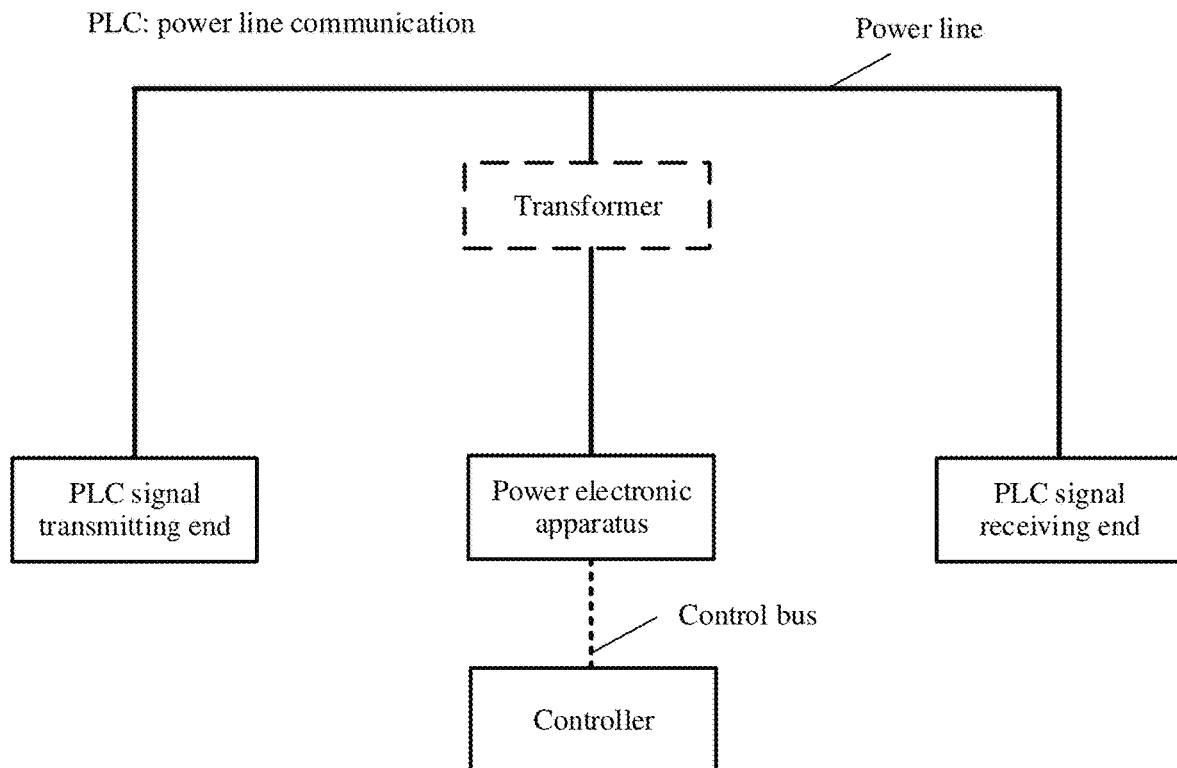 PLC: power line communication
Power line
Transformer
PLC signal
transmitting end
Power electronic
apparatus
PLC signal
receiving end
Control bus
Controller